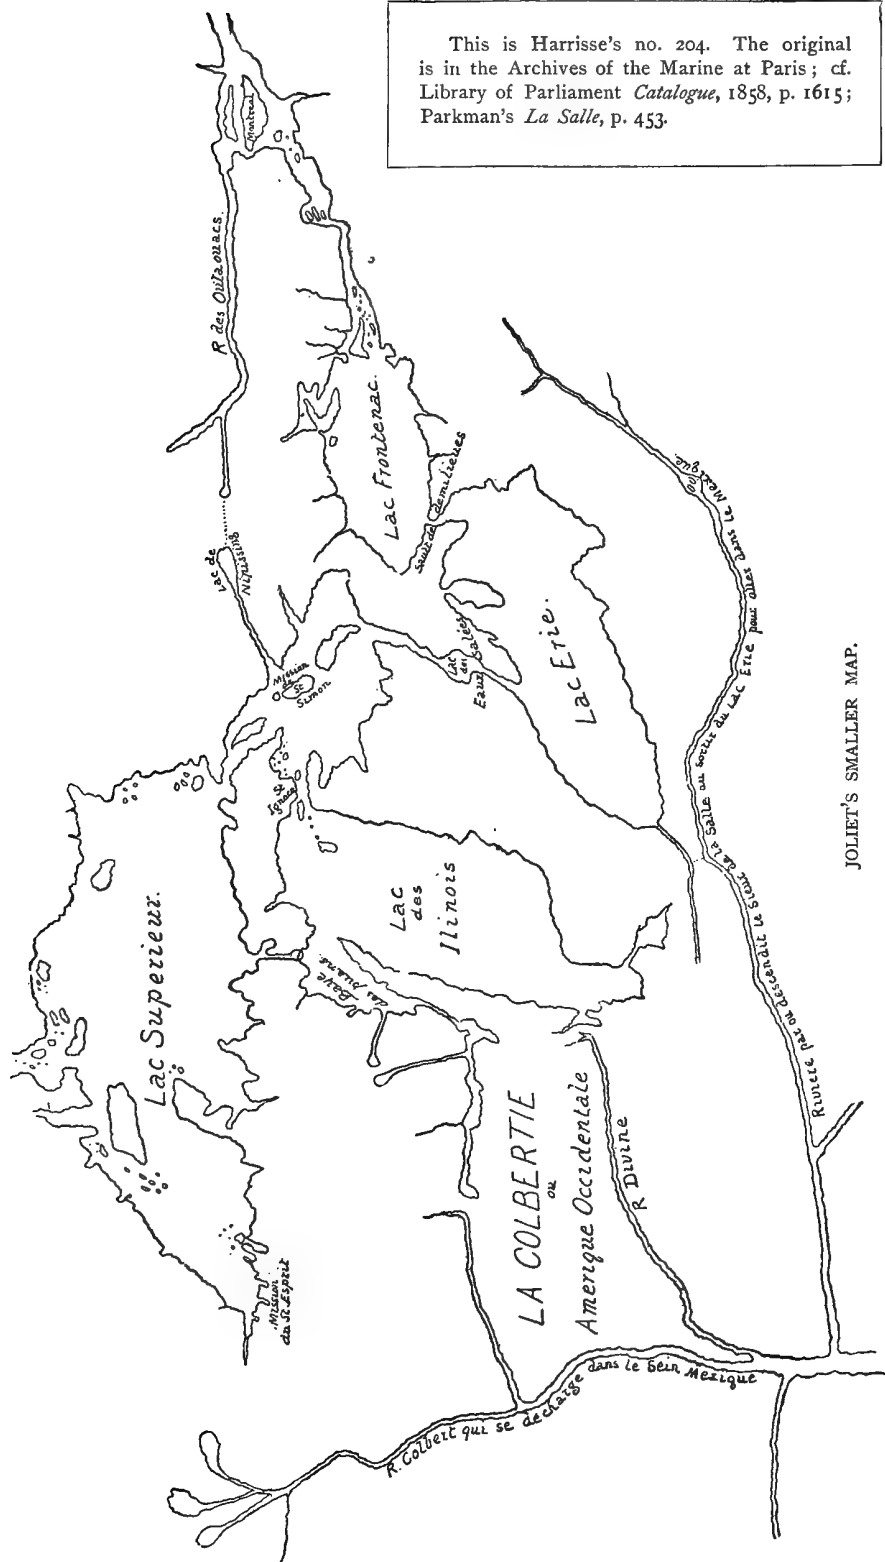 This is Harrisse's no. 204. The original
is in the Archives of the Marine at Paris; cf.
Library of Parliament Catalogue, 1858, p. 1615;
Parkman's La Salle, p. 453.
Montreal
R des Outaouacs.
Lac Frontenac.
Sault de demilieues
Lac de
Nipissing
Mission
de
St
Simon
Lac
des
Eaux salées
Lac Erie.
St
Ignace
Lac Superieur.
Lac
des
Ilinois
Baye
des puans.
Mission
du St. Esprit
LA COLBERTIE
ou
Amerique Occidentale
R Divine
R. Colbert qui se decharge dans le Sein Mexique
Riviere par ou descendit le Sieur de la Salle au sortir du Lac Erie pour aller dans le Mexique.
JOLIET'S SMALLER MAP.